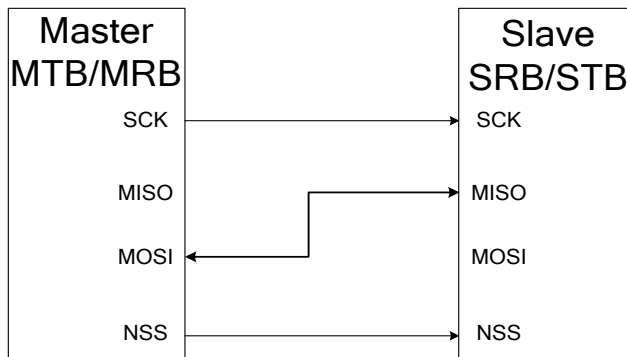 Master
MTB/MRB
SCK
MISO
MOSI
NSS
Slave
SRB/STB
SCK
MISO
MOSI
NSS